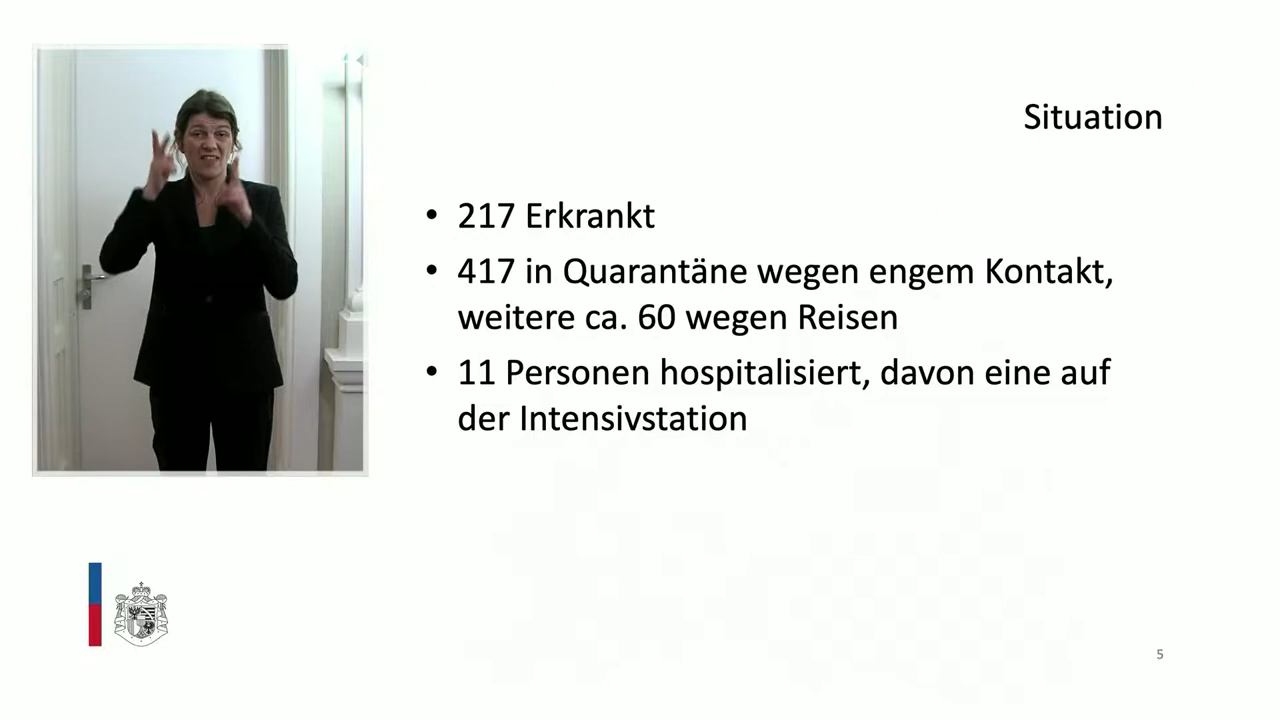 Situation
• 217 Erkrankt
• 417 in Quarantäne wegen engem Kontakt,
weitere ca. 60 wegen Reisen
• 11 Personen hospitalisiert, davon eine auf
der Intensivstation
5